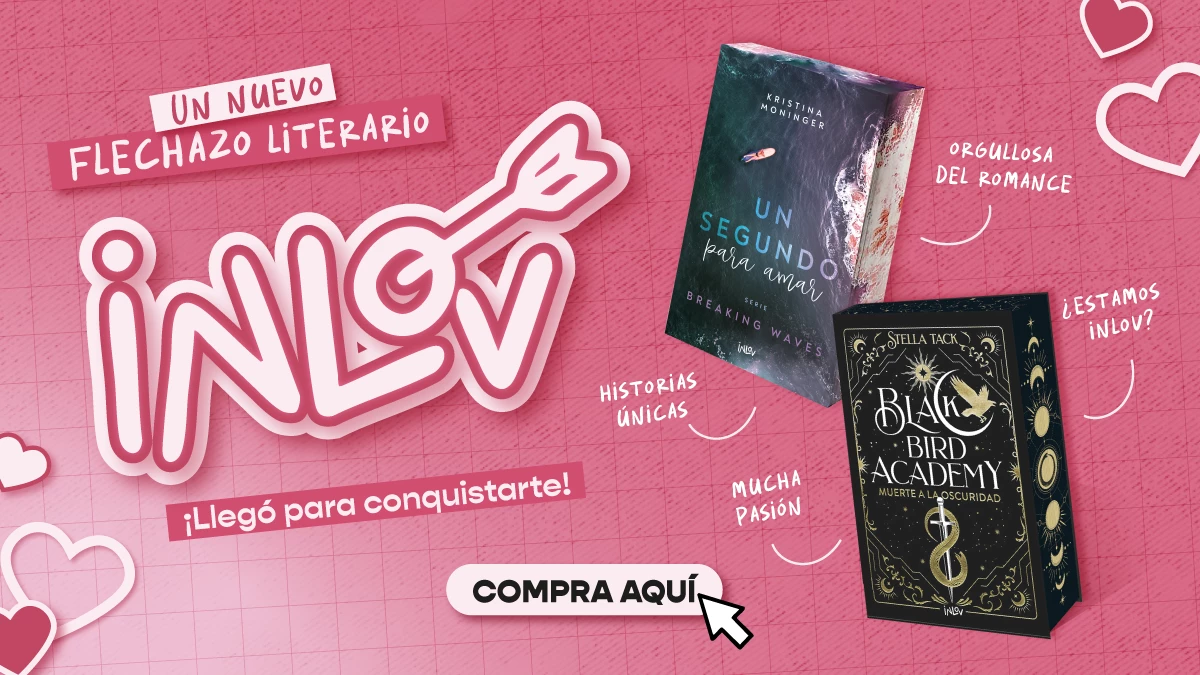 UN NUEVO
FLECHAZO LITERARIO
INLOV
¡Llegó para conquistarte!
COMPRA AQUÍ
KRISTINA
MONINGER
UN
SEGUNDO
para amar
SERIE
BREAKING WAVES
INLOV
ORGULLOSA
DEL ROMANCE
HISTORIAS
ÚNICAS
¿ESTAMOS
INLOV?
MUCHA
PASIÓN
STELLA TACK
BLACK
BIRD
ACADEMY
MUERTE A LA OSCURIDAD
INLOV